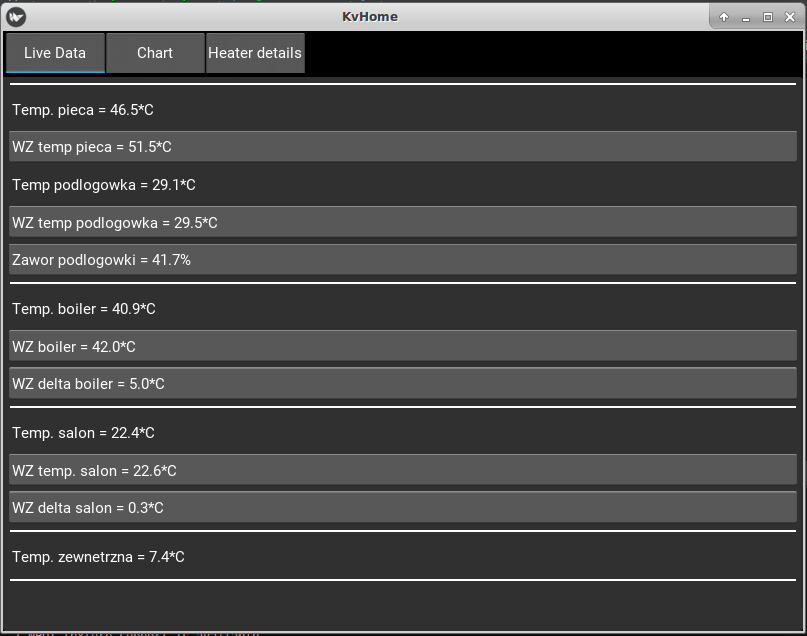 KvHome
Live Data Chart Heater details
Temp. pieca = 46.5*C
WZ temp pieca = 51.5*C
Temp podlogowka = 29.1*C
WZ temp podlogowka = 29.5*C
Zawor podlogowki = 41.7%
Temp. boiler = 40.9*C
WZ boiler = 42.0*C
WZ delta boiler = 5.0*C
Temp. salon = 22.4*C
WZ temp. salon = 22.6*C
WZ delta salon = 0.3*C
Temp. zewnetrzna = 7.4*C